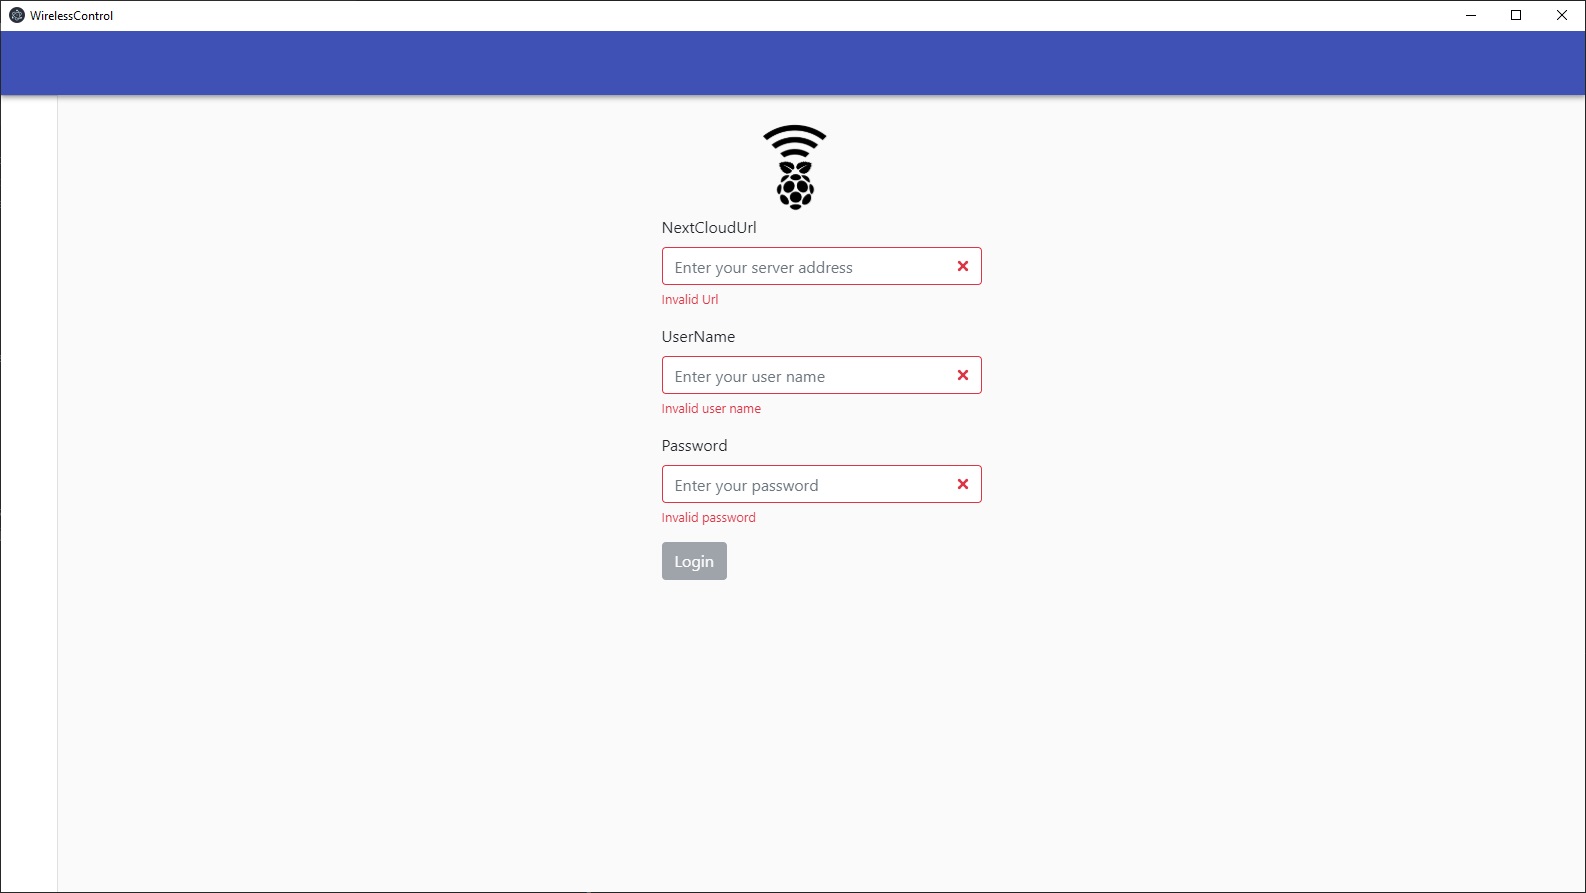 WirelessControl
NextCloudUrl
Enter your server address
Invalid Url
UserName
Enter your user name
Invalid user name
Password
Enter your password
Invalid password
Login